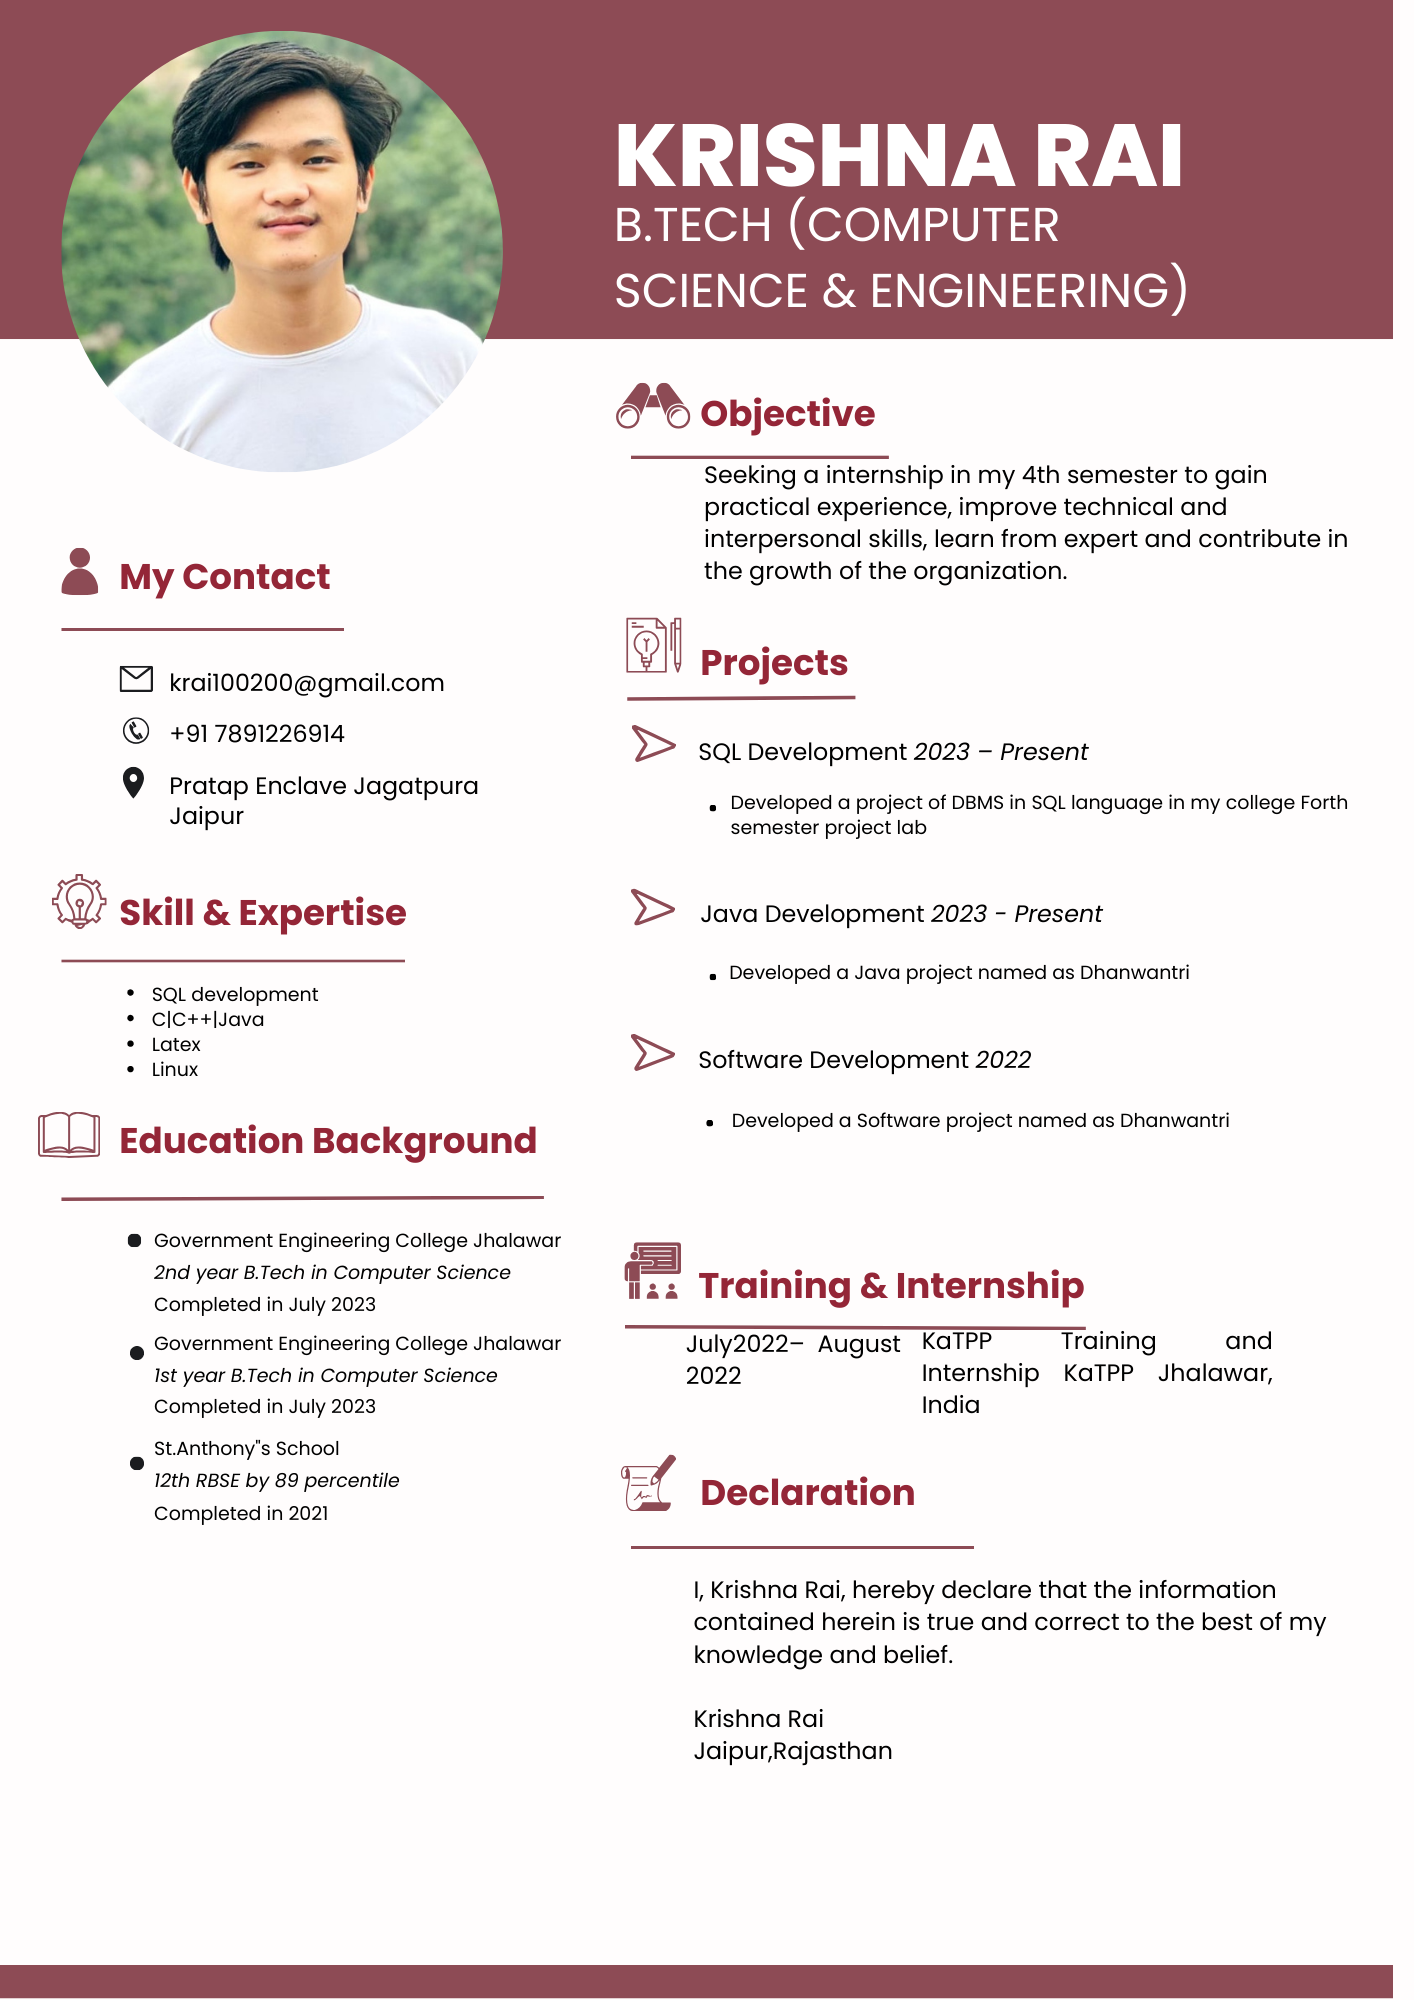 KRISHNA RAI
B.TECH (COMPUTER
SCIENCE & ENGINEERING)
My Contact
krai100200@gmail.com
+91 7891226914
Pratap Enclave Jagatpura
Jaipur
Skill & Expertise
• SQL development
• C|C++|Java
• Latex
• Linux
Education Background
• Government Engineering College Jhalawar
2nd year B.Tech in Computer Science
Completed in July 2023
• Government Engineering College Jhalawar
1st year B.Tech in Computer Science
Completed in July 2023
• St.Anthony"s School
12th RBSE by 89 percentile
Completed in 2021
Objective
Seeking a internship in my 4th semester to gain
practical experience, improve technical and
interpersonal skills, learn from expert and contribute in
the growth of the organization.
Projects
SQL Development 2023 – Present
• Developed a project of DBMS in SQL language in my college Forth
semester project lab
Java Development 2023 - Present
• Developed a Java project named as Dhanwantri
Software Development 2022
• Developed a Software project named as Dhanwantri
Training & Internship
July2022– August
2022
KaTPP Training and
Internship KaTPP Jhalawar,
India
Declaration
I, Krishna Rai, hereby declare that the information
contained herein is true and correct to the best of my
knowledge and belief.
Krishna Rai
Jaipur,Rajasthan